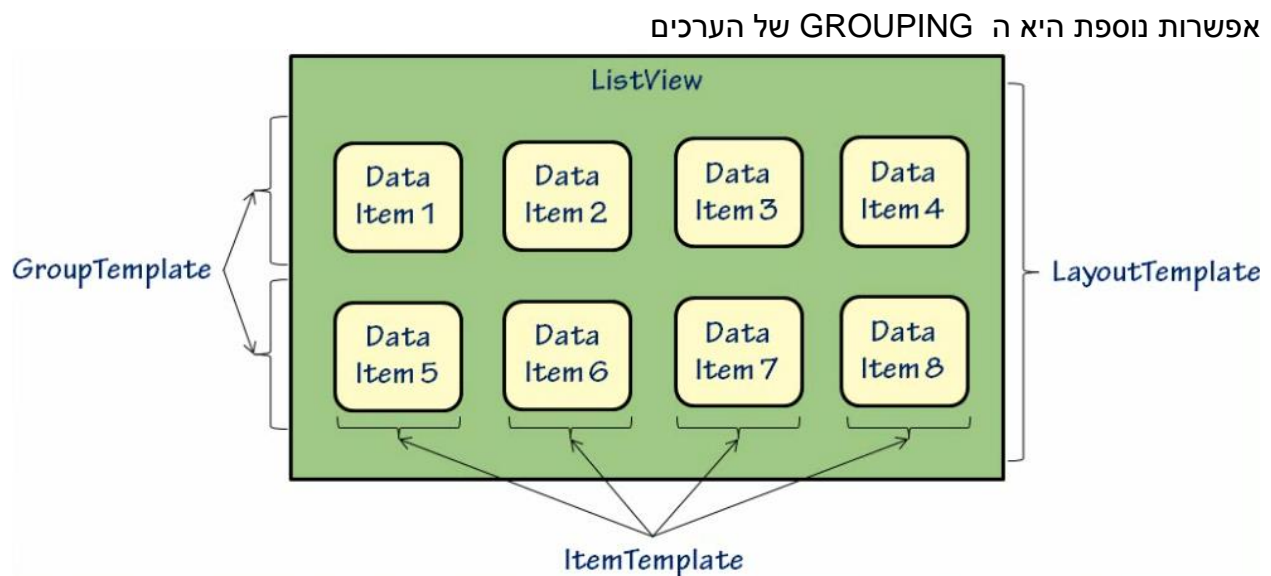 אפשרות נוספת היא ה GROUPING של הערכים
ListView
Data
Item 1
Data
Item 2
Data
Item 3
Data
Item 4
GroupTemplate
LayoutTemplate
Data
Item 5
Data
Item 6
Data
Item 7
Data
Item 8
ItemTemplate